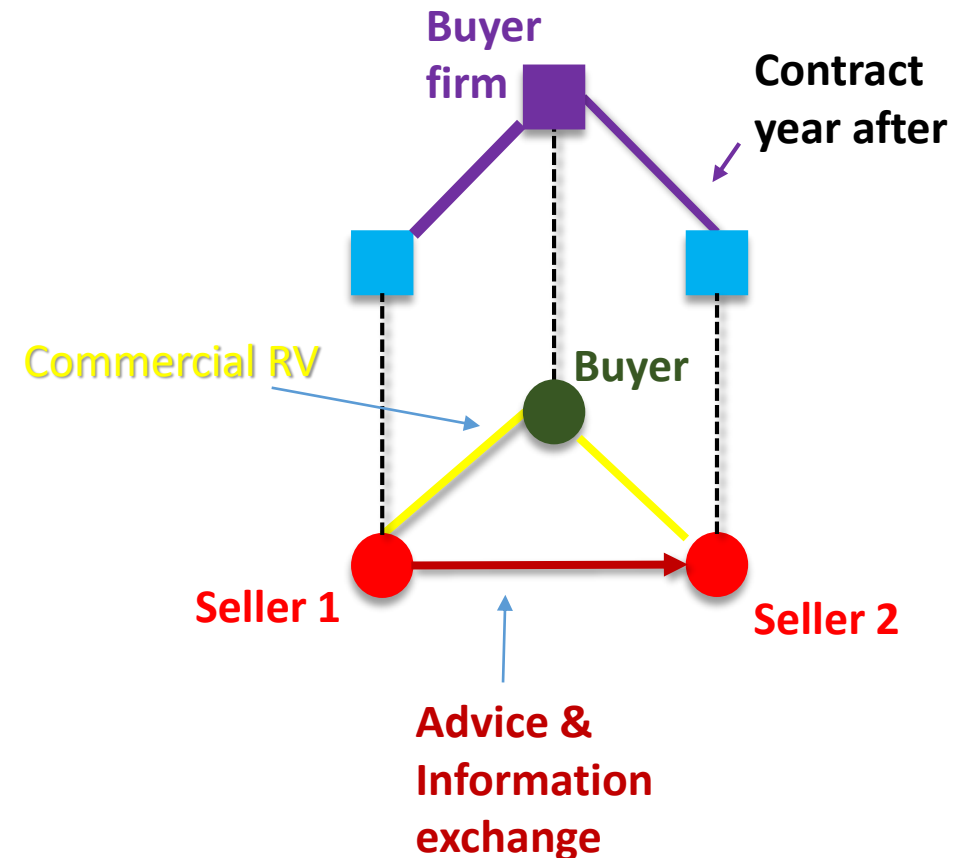 Buyer
firm
Contract
year after
Commercial RV
Buyer
Seller 1
Seller 2
Advice &
Information
exchange